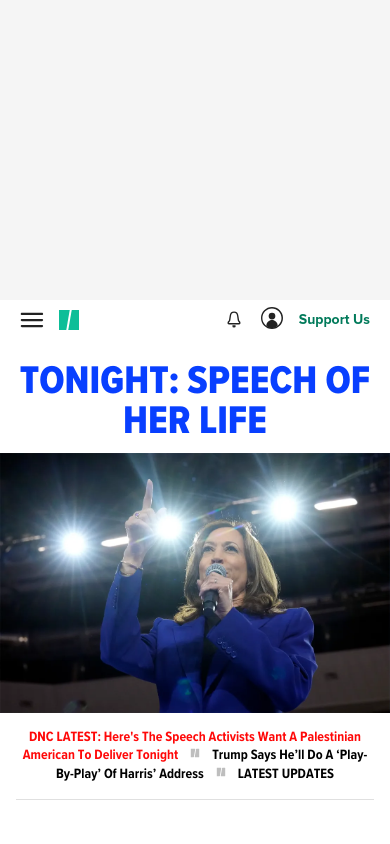 Support Us
TONIGHT: SPEECH OF
HER LIFE
DNC LATEST: Here's The Speech Activists Want A Palestinian
American To Deliver Tonight Trump Says He’ll Do A ‘Play-
By-Play’ Of Harris’ Address LATEST UPDATES